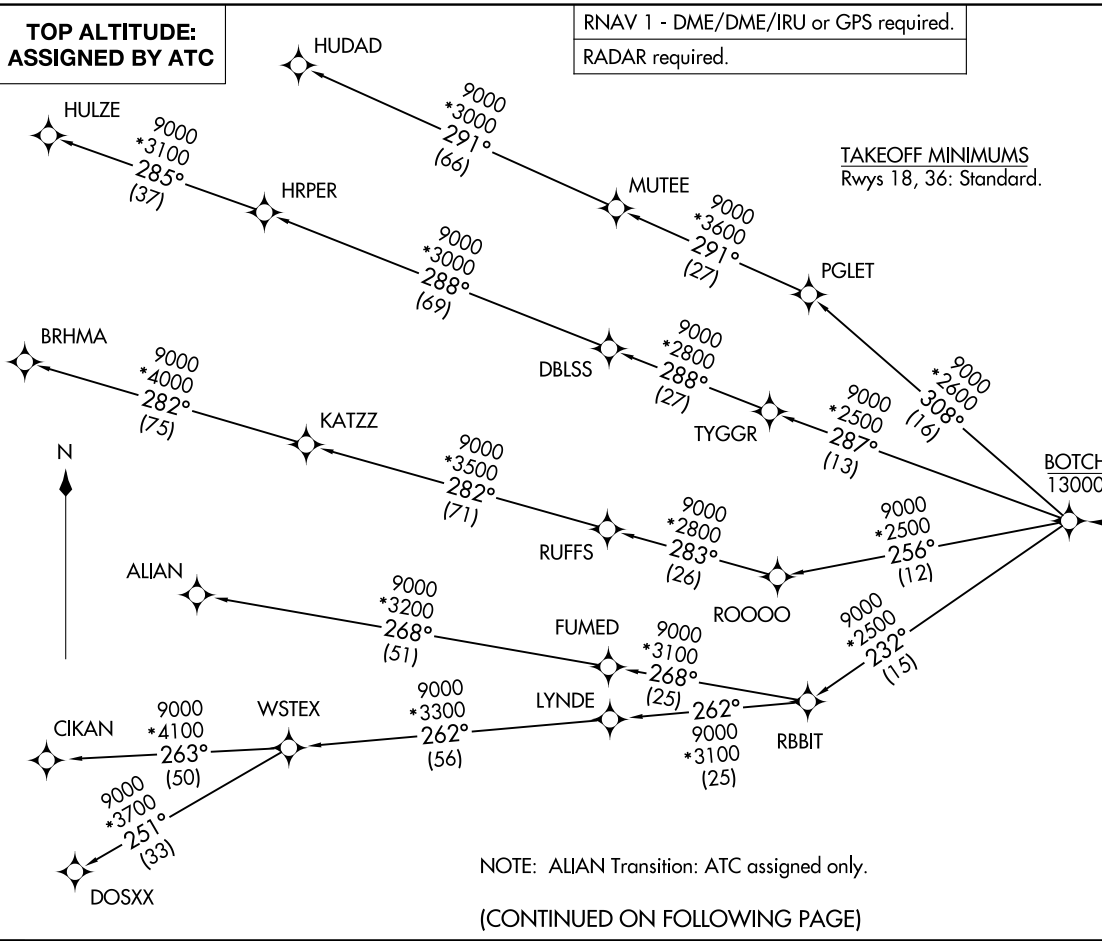 TOP ALTITUDE:
ASSIGNED BY ATC
RNAV 1 - DME/DME/IRU or GPS required.
RADAR required.
HUDAD
9000
*3000
291°
(66)
HULZE
9000
*3100
285°
(37)
HRPER
MUTEE
TAKEOFF MINIMUMS
Rwys 18, 36: Standard.
9000
*3600
291°
(27)
PGLET
9000
*3000
288°
(69)
BRHMA
9000
*4000
282°
(75)
DBLSS
9000
*2800
288°
(27)
TYGGR
9000
*2600
308°
(16)
9000
*2500
287°
(13)
N
KATZZ
9000
*3500
282°
(71)
BOTCH
13000
RUFFS
9000
*2800
283°
(26)
ROOOO
9000
*2500
256°
(12)
ALIAN
9000
*3200
268°
(51)
FUMED
9000
*3100
268°
(25)
9000
*2500
232°
(15)
CIKAN
9000
*4100
263°
(50)
WSTEX
9000
*3300
262°
(56)
LYNDE
262°
9000
*3100
(25)
RBBIT
9000
*3700
251°
(33)
DOSXX
NOTE: ALIAN Transition: ATC assigned only.
(CONTINUED ON FOLLOWING PAGE)